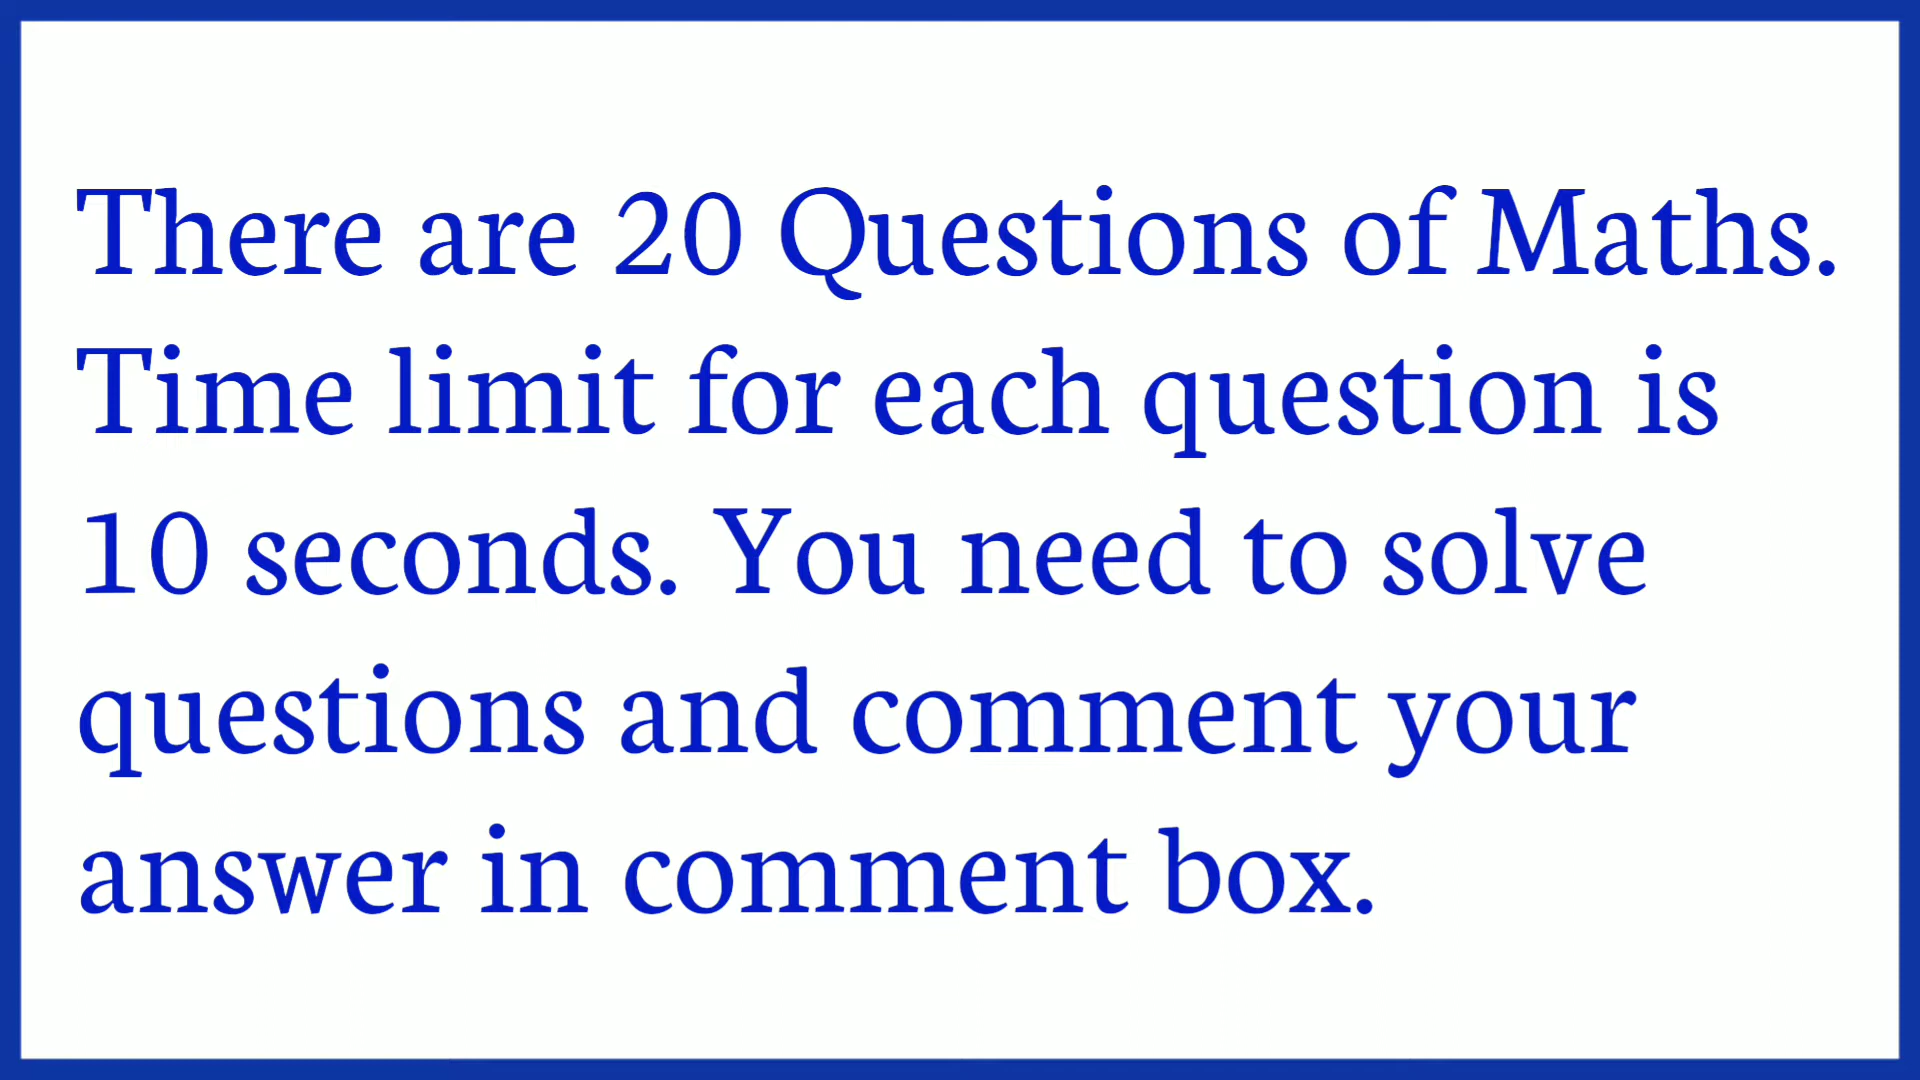 There are 20 Questions of Maths.
Time limit for each question is
10 seconds. You need to solve
questions and comment your
answer in comment box.